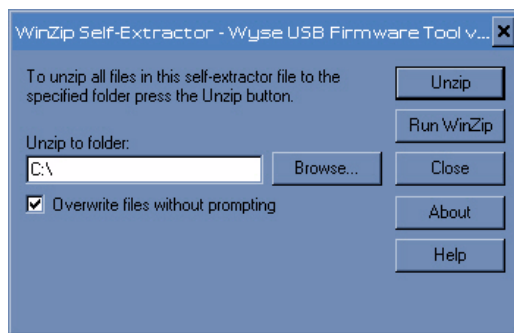 WinZip Self-Extractor - Wyse USB Firmware Tool v...
To unzip all files in this self-extractor file to the
specified folder press the Unzip button.
Unzip to folder:
C:\
Browse...
Overwrite files without prompting
Unzip
Run WinZip
Close
About
Help